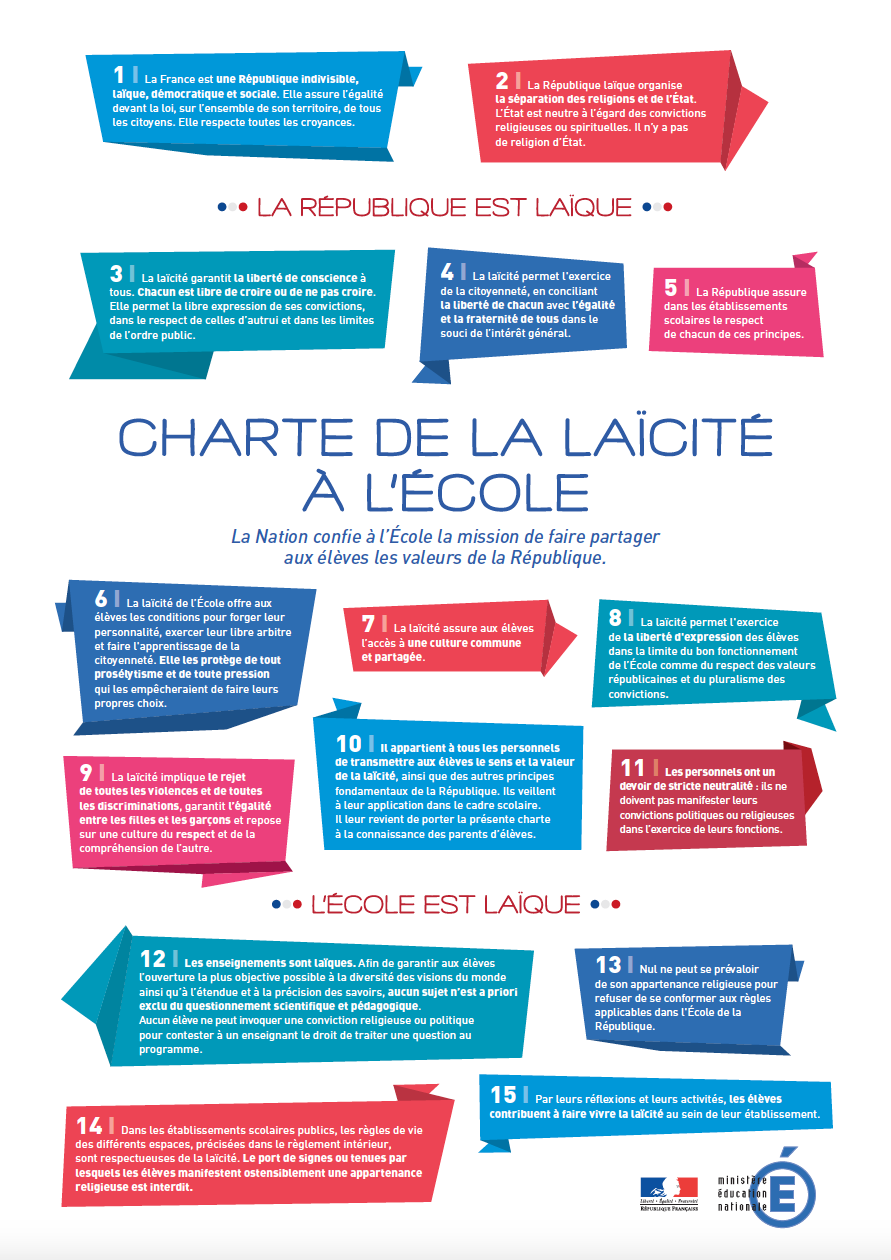 1 | La France est une République indivisible,
laïque, démocratique et sociale. Elle assure l'égalité
devant la loi, sur l'ensemble de son territoire, de tous
les citoyens. Elle respecte toutes les croyances.
2 | La République laïque organise
la séparation des religions et de l'État.
L'État est neutre à l'égard des convictions
religieuses ou spirituelles. Il n'y a pas
de religion d'État.
LA RÉPUBLIQUE EST LAÏQUE
3 | La laïcité garantit la liberté de conscience à
tous. Chacun est libre de croire ou de ne pas croire.
Elle permet la libre expression de ses convictions,
dans le respect de celles d'autrui et dans les limites
de l'ordre public.
4 | La laïcité permet l'exercice
de la citoyenneté, en conciliant
la liberté de chacun avec l'égalité
et la fraternité de tous dans le
souci de l'intérêt général.
5 | La République assure
dans les établissements
scolaires le respect
de chacun de ces principes.
CHARTE DE LA LAÏCITÉ
À L'ÉCOLE
La Nation confie à l'École la mission de faire partager
aux élèves les valeurs de la République.
6 | La laïcité de l'École offre aux
élèves les conditions pour forger leur
personnalité, exercer leur libre arbitre
et faire l'apprentissage de la
citoyenneté. Elle les protège de tout
prosélytisme et de toute pression
qui les empêcheraient de faire leurs
propres choix.
7 | La laïcité assure aux élèves
l'accès à une culture commune
et partagée.
8 | La laïcité permet l'exercice
de la liberté d'expression des élèves
dans la limite du bon fonctionnement
de l'École comme du respect des valeurs
républicaines et du pluralisme des
convictions.
9 | La laïcité implique le rejet
de toutes les violences et de toutes
les discriminations, garantit l'égalité
entre les filles et les garçons et repose
sur une culture du respect et de la
compréhension de l'autre.
10 | Il appartient à tous les personnels
de transmettre aux élèves le sens et la valeur
de la laïcité, ainsi que des autres principes
fondamentaux de la République. Ils veillent
à leur application dans le cadre scolaire.
Il leur revient de porter la présente charte
à la connaissance des parents d'élèves.
11 | Les personnels ont un
devoir de stricte neutralité : ils ne
doivent pas manifester leurs
convictions politiques ou religieuses
dans l'exercice de leurs fonctions.
L'ÉCOLE EST LAÏQUE
12 | Les enseignements sont laïques. Afin de garantir aux élèves
l'ouverture la plus objective possible à la diversité des visions du monde
ainsi qu'à l'étendue et à la précision des savoirs, aucun sujet n'est a priori
exclu du questionnement scientifique et pédagogique.
Aucun élève ne peut invoquer une conviction religieuse ou politique
pour contester à un enseignant le droit de traiter une question au
programme.
13 | Nul ne peut se prévaloir
de son appartenance religieuse pour
refuser de se conformer aux règles
applicables dans l'École de la
République.
14 | Dans les établissements scolaires publics, les règles de vie
des différents espaces, précisées dans le règlement intérieur,
sont respectueuses de la laïcité. Le port de signes ou tenues par
lesquels les élèves manifestent ostensiblement une appartenance
religieuse est interdit.
15 | Par leurs réflexions et leurs activités, les élèves
contribuent à faire vivre la laïcité au sein de leur établissement.
Liberté • Égalité • Fraternité
RÉPUBLIQUE FRANÇAISE
ministère
éducation
nationale
É